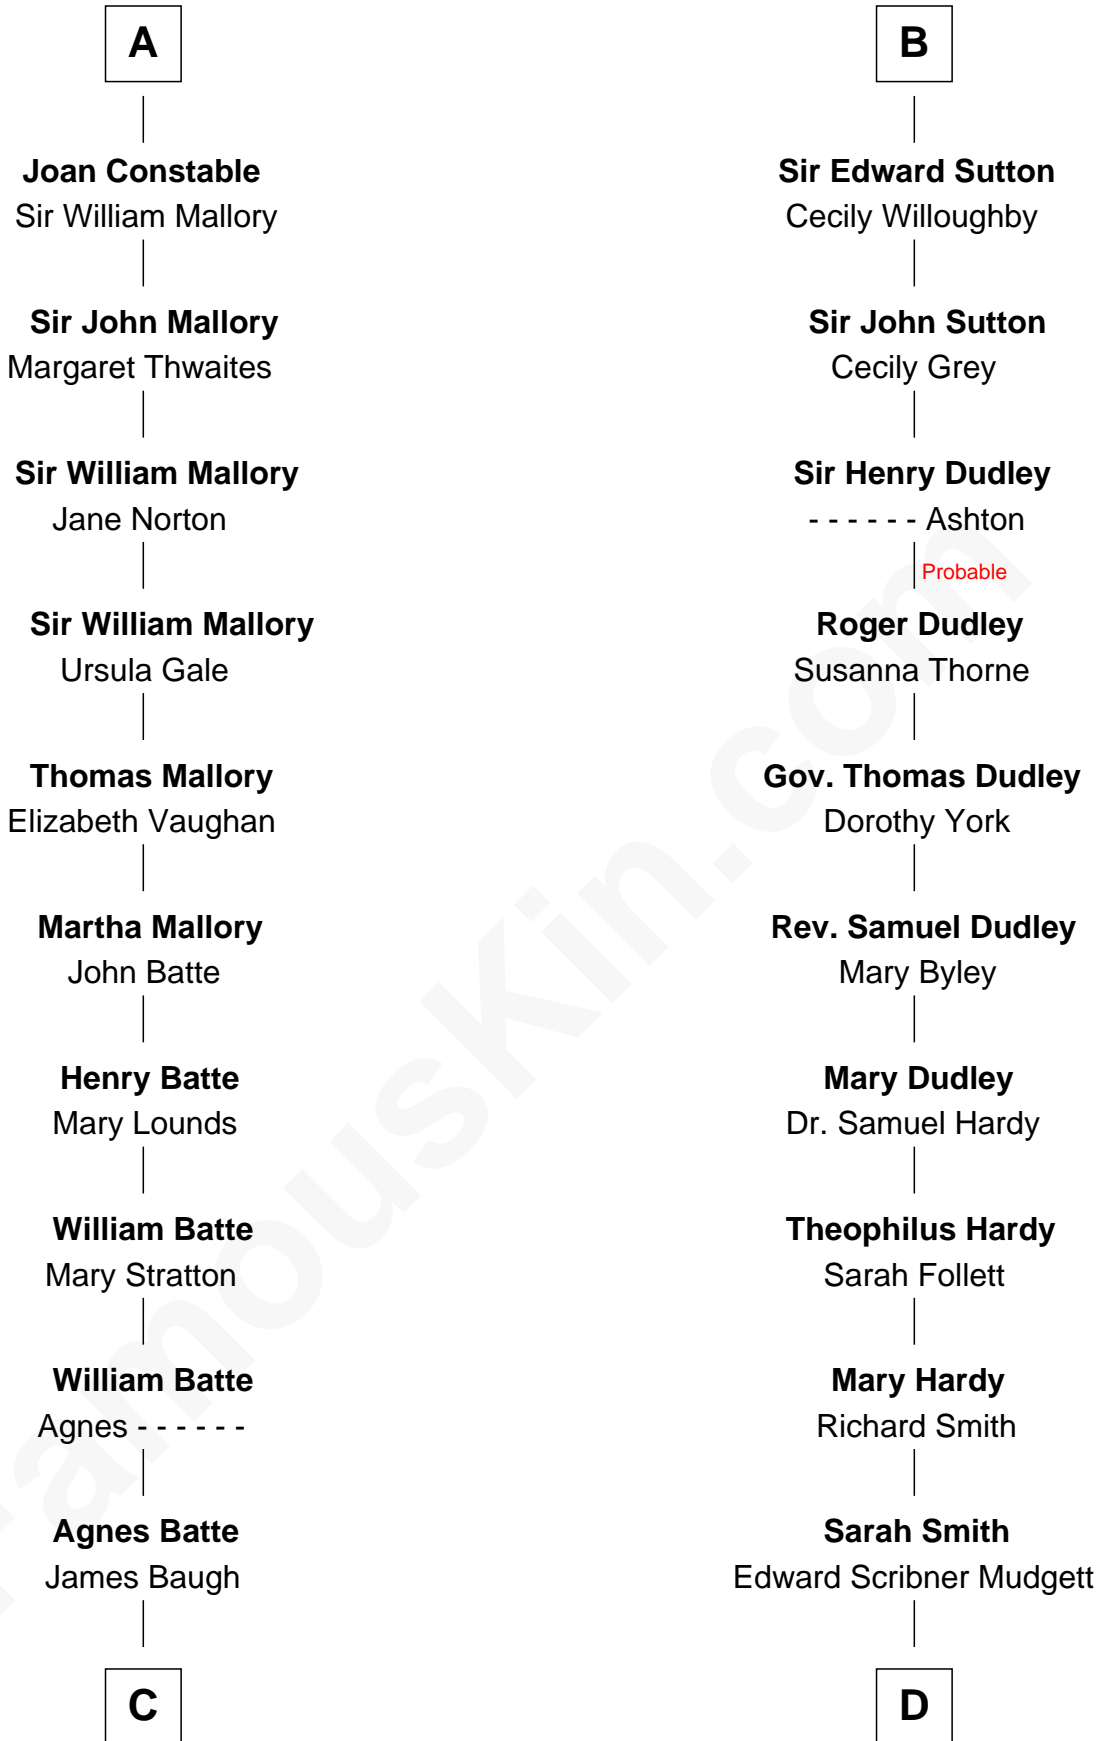 A
Joan Constable
Sir William Mallory
Sir John Mallory
Margaret Thwaites
Sir William Mallory
Jane Norton
Sir William Mallory
Ursula Gale
Thomas Mallory
Elizabeth Vaughan
Martha Mallory
John Batte
Henry Batte
Mary Lounds
William Batte
Mary Stratton
William Batte
Agnes - - - - - -
Agnes Batte
James Baugh
C
B
Sir Edward Sutton
Cecily Willoughby
Sir John Sutton
Cecily Grey
Sir Henry Dudley
- - - - - - Ashton
Probable
Roger Dudley
Susanna Thorne
Gov. Thomas Dudley
Dorothy York
Rev. Samuel Dudley
Mary Byley
Mary Dudley
Dr. Samuel Hardy
Theophilus Hardy
Sarah Follett
Mary Hardy
Richard Smith
Sarah Smith
Edward Scribner Mudgett
D
FamousKin.com